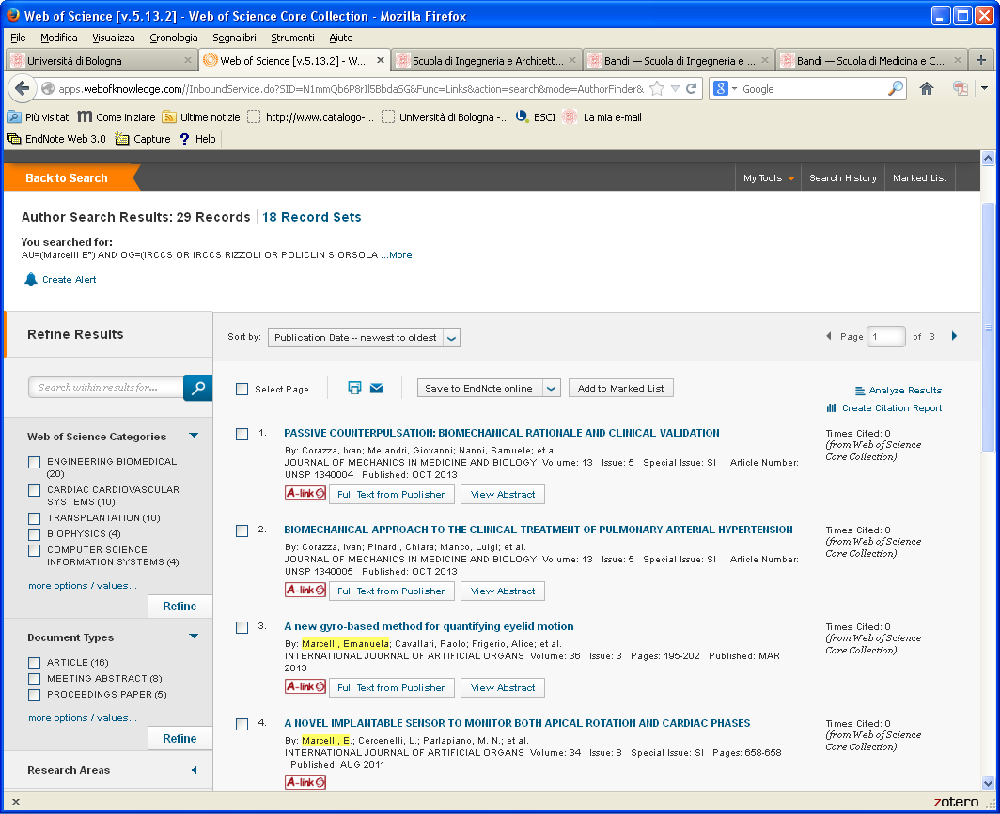 Web of Science [v.5.13.2] - Web of Science Core Collection - Mozilla Firefox
File Modifica Visualizza Cronologia Segnalibri Strumenti Aiuto
Università di Bologna
Web of Science [v.5.13.2] - W...
Scuola di Ingegneria e Architett...
Bandi — Scuola di Ingegneria e ...
Bandi — Scuola di Medicina e C...
Google
Più visitati Come iniziare Ultime notizie http://www.catalogo-... Università di Bologna -... ESCI La mia e-mail
EndNote Web 3.0 Capture Help
Back to Search
My Tools Search History Marked List
Author Search Results: 29 Records 18 Record Sets
You searched for:
AU=(Marcelli E*) AND OG=(IRCCS OR IRCCS RIZZOLI OR POLICLIN S ORSOLA ...More
Create Alert
Refine Results
Search within results for...
Web of Science Categories
ENGINEERING BIOMEDICAL
(20)
CARDIAC CARDIOVASCULAR
SYSTEMS (10)
TRANSPLANTATION (10)
BIOPHYSICS (4)
COMPUTER SCIENCE
INFORMATION SYSTEMS (4)
more options / values...
Refine
Document Types
ARTICLE (16)
MEETING ABSTRACT (8)
PROCEEDINGS PAPER (5)
more options / values...
Refine
Research Areas
Sort by: Publication Date -- newest to oldest
Page 1 of 3
Select Page
Save to EndNote online
Add to Marked List
Analyze Results
Create Citation Report
1. PASSIVE COUNTERPULSATION: BIOMECHANICAL RATIONALE AND CLINICAL VALIDATION
By: Corazza, Ivan; Melandri, Giovanni; Nanni, Samuele; et al.
JOURNAL OF MECHANICS IN MEDICINE AND BIOLOGY Volume: 13 Issue: 5 Special Issue: SI Article Number:
UNSP 1340004 Published: OCT 2013
A-link Full Text from Publisher View Abstract
Times Cited: 0
(from Web of Science
Core Collection)
2. BIOMECHANICAL APPROACH TO THE CLINICAL TREATMENT OF PULMONARY ARTERIAL HYPERTENSION
By: Corazza, Ivan; Pinardi, Chiara; Manco, Luigi; et al.
JOURNAL OF MECHANICS IN MEDICINE AND BIOLOGY Volume: 13 Issue: 5 Special Issue: SI Article Number:
UNSP 1340005 Published: OCT 2013
A-link Full Text from Publisher View Abstract
Times Cited: 0
(from Web of Science
Core Collection)
3. A new gyro-based method for quantifying eyelid motion
By: Marcelli, Emanuela; Cavallari, Paolo; Frigerio, Alice; et al.
INTERNATIONAL JOURNAL OF ARTIFICIAL ORGANS Volume: 36 Issue: 3 Pages: 195-202 Published: MAR
2013
A-link Full Text from Publisher View Abstract
Times Cited: 0
(from Web of Science
Core Collection)
4. A NOVEL IMPLANTABLE SENSOR TO MONITOR BOTH APICAL ROTATION AND CARDIAC PHASES
By: Marcelli, E.; Cercenelli, L.; Parlapiano, M. N.; et al.
INTERNATIONAL JOURNAL OF ARTIFICIAL ORGANS Volume: 34 Issue: 8 Special Issue: SI Pages: 658-658
Published: AUG 2011
A-link
Times Cited: 0
(from Web of Science
Core Collection)
zotero